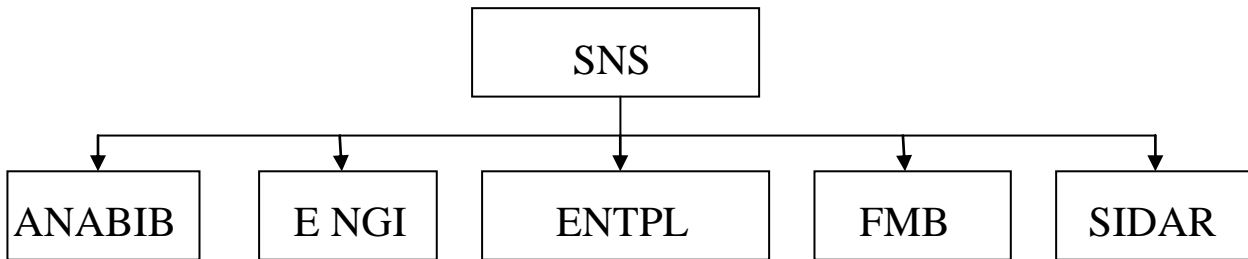 SNS
ANABIB
E NGI
ENTPL
FMB
SIDAR